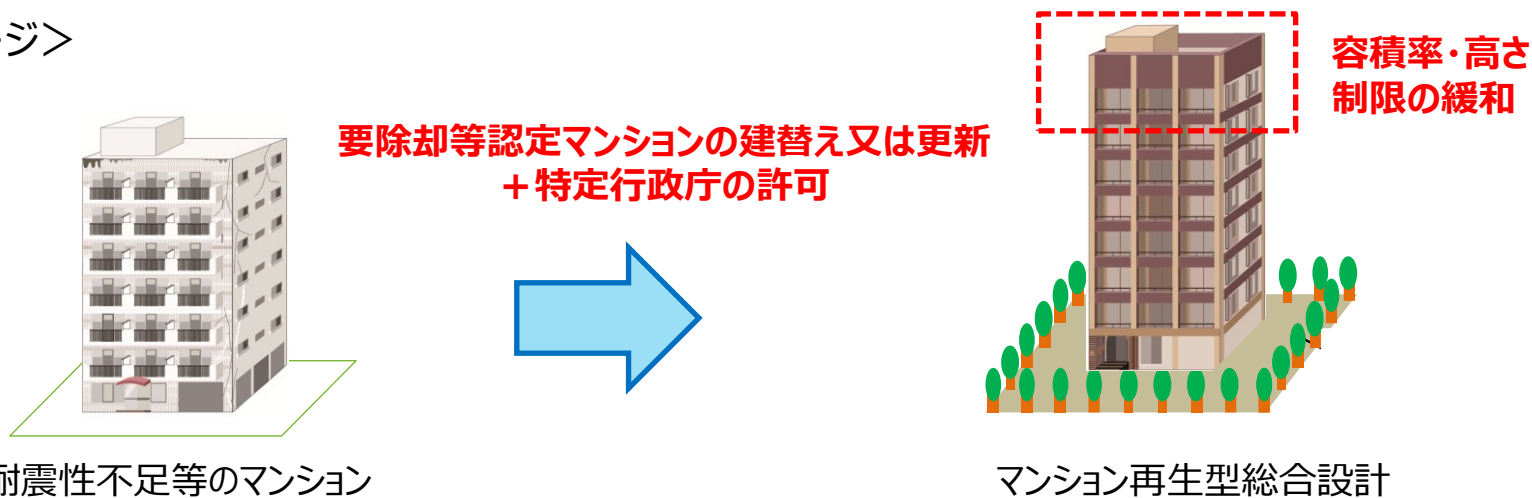 ージ＞
容積率・高さ
制限の緩和
要除却等認定マンションの建替え又は更新
＋特定行政庁の許可
耐震性不足等のマンション
マンション再生型総合設計